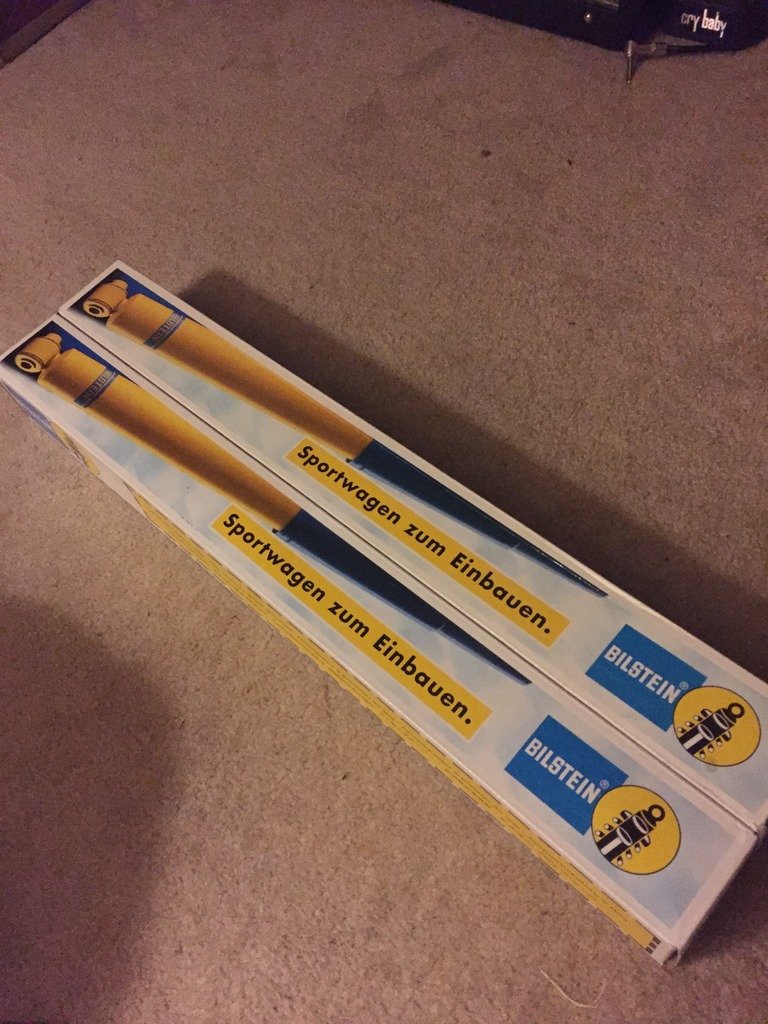 cry baby
Sportwagen zum Einbauen.
BILSTEIN®
Sportwagen zum Einbauen.
BILSTEIN®